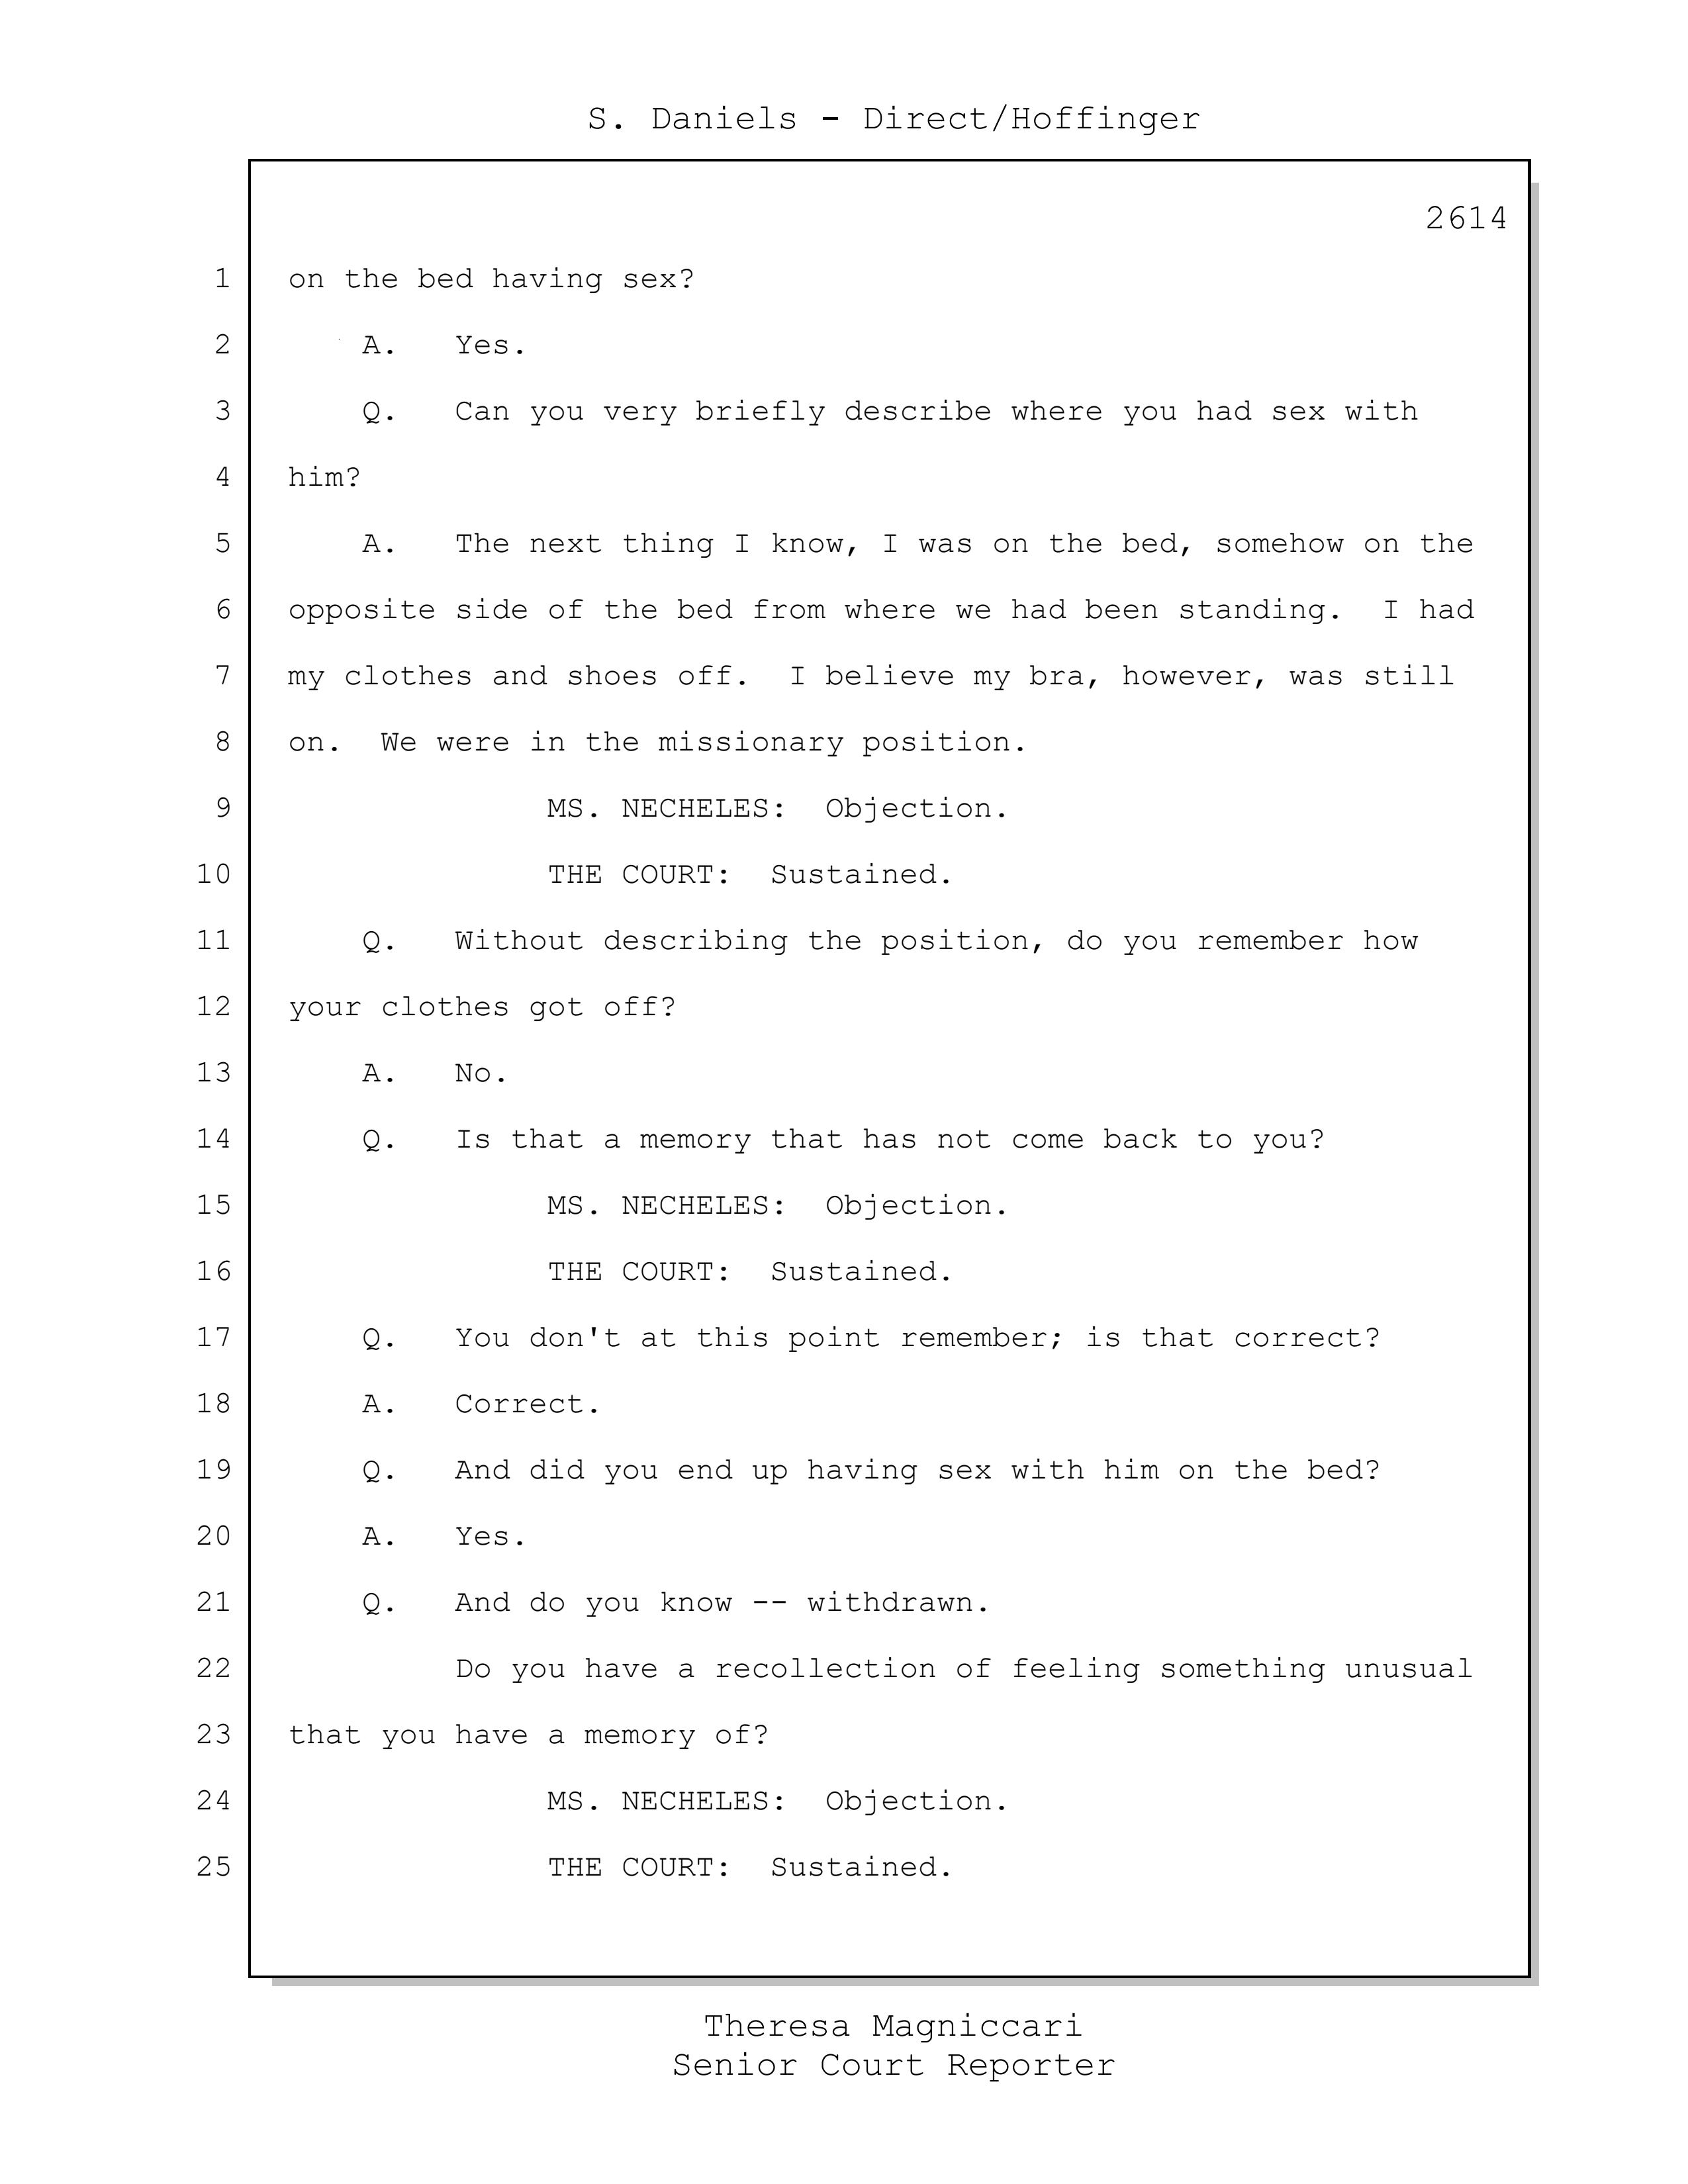 S. Daniels - Direct/Hoffinger
2614
1 on the bed having sex?
2 A. Yes.
3 Q. Can you very briefly describe where you had sex with
4 him?
5 A. The next thing I know, I was on the bed, somehow on the
6 opposite side of the bed from where we had been standing. I had
7 my clothes and shoes off. I believe my bra, however, was still
8 on. We were in the missionary position.
9 MS. NECHELES: Objection.
10 THE COURT: Sustained.
11 Q. Without describing the position, do you remember how
12 your clothes got off?
13 A. No.
14 Q. Is that a memory that has not come back to you?
15 MS. NECHELES: Objection.
16 THE COURT: Sustained.
17 Q. You don't at this point remember; is that correct?
18 A. Correct.
19 Q. And did you end up having sex with him on the bed?
20 A. Yes.
21 Q. And do you know -- withdrawn.
22 Do you have a recollection of feeling something unusual
23 that you have a memory of?
24 MS. NECHELES: Objection.
25 THE COURT: Sustained.
Theresa Magniccari
Senior Court Reporter